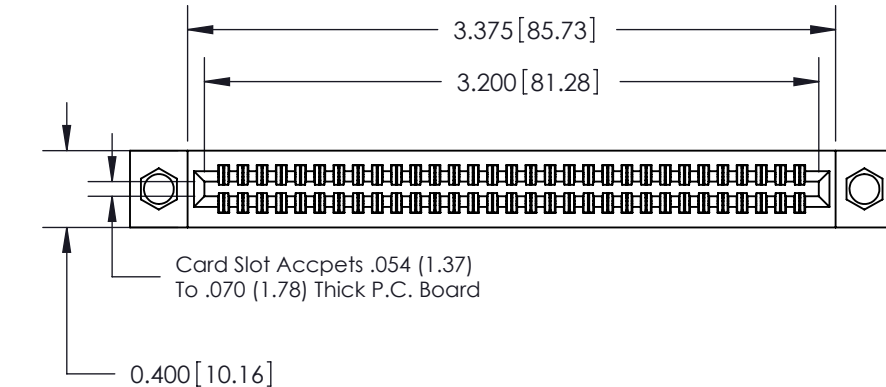 3.375[85.73]
3.200[81.28]
Card Slot Accpets .054 (1.37)
To .070 (1.78) Thick P.C. Board
0.400[10.16]